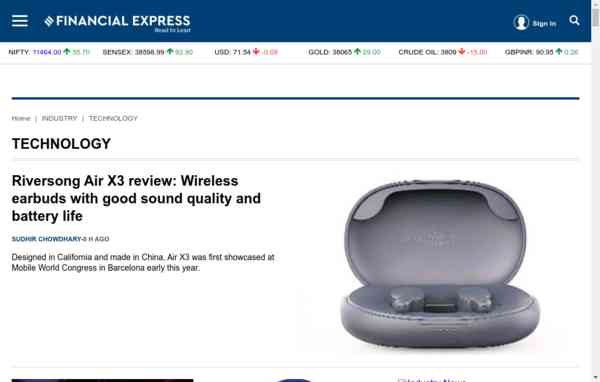 FINANCIAL EXPRESS
Read to Lead
Sign In
NIFTY: 11464.00 55.70 SENSEX: 38598.99 92.90 USD: 71.54 -0.09 GOLD: 38065 29.00 CRUDE OIL: 3809 -15.00 GBPINR: 90.95 0.26
Home | INDUSTRY | TECHNOLOGY
TECHNOLOGY
Riversong Air X3 review: Wireless
earbuds with good sound quality and
battery life
SUDHIR CHOWDHARY-8 H AGO
Designed in California and made in China, Air X3 was first showcased at
Mobile World Congress in Barcelona early this year.